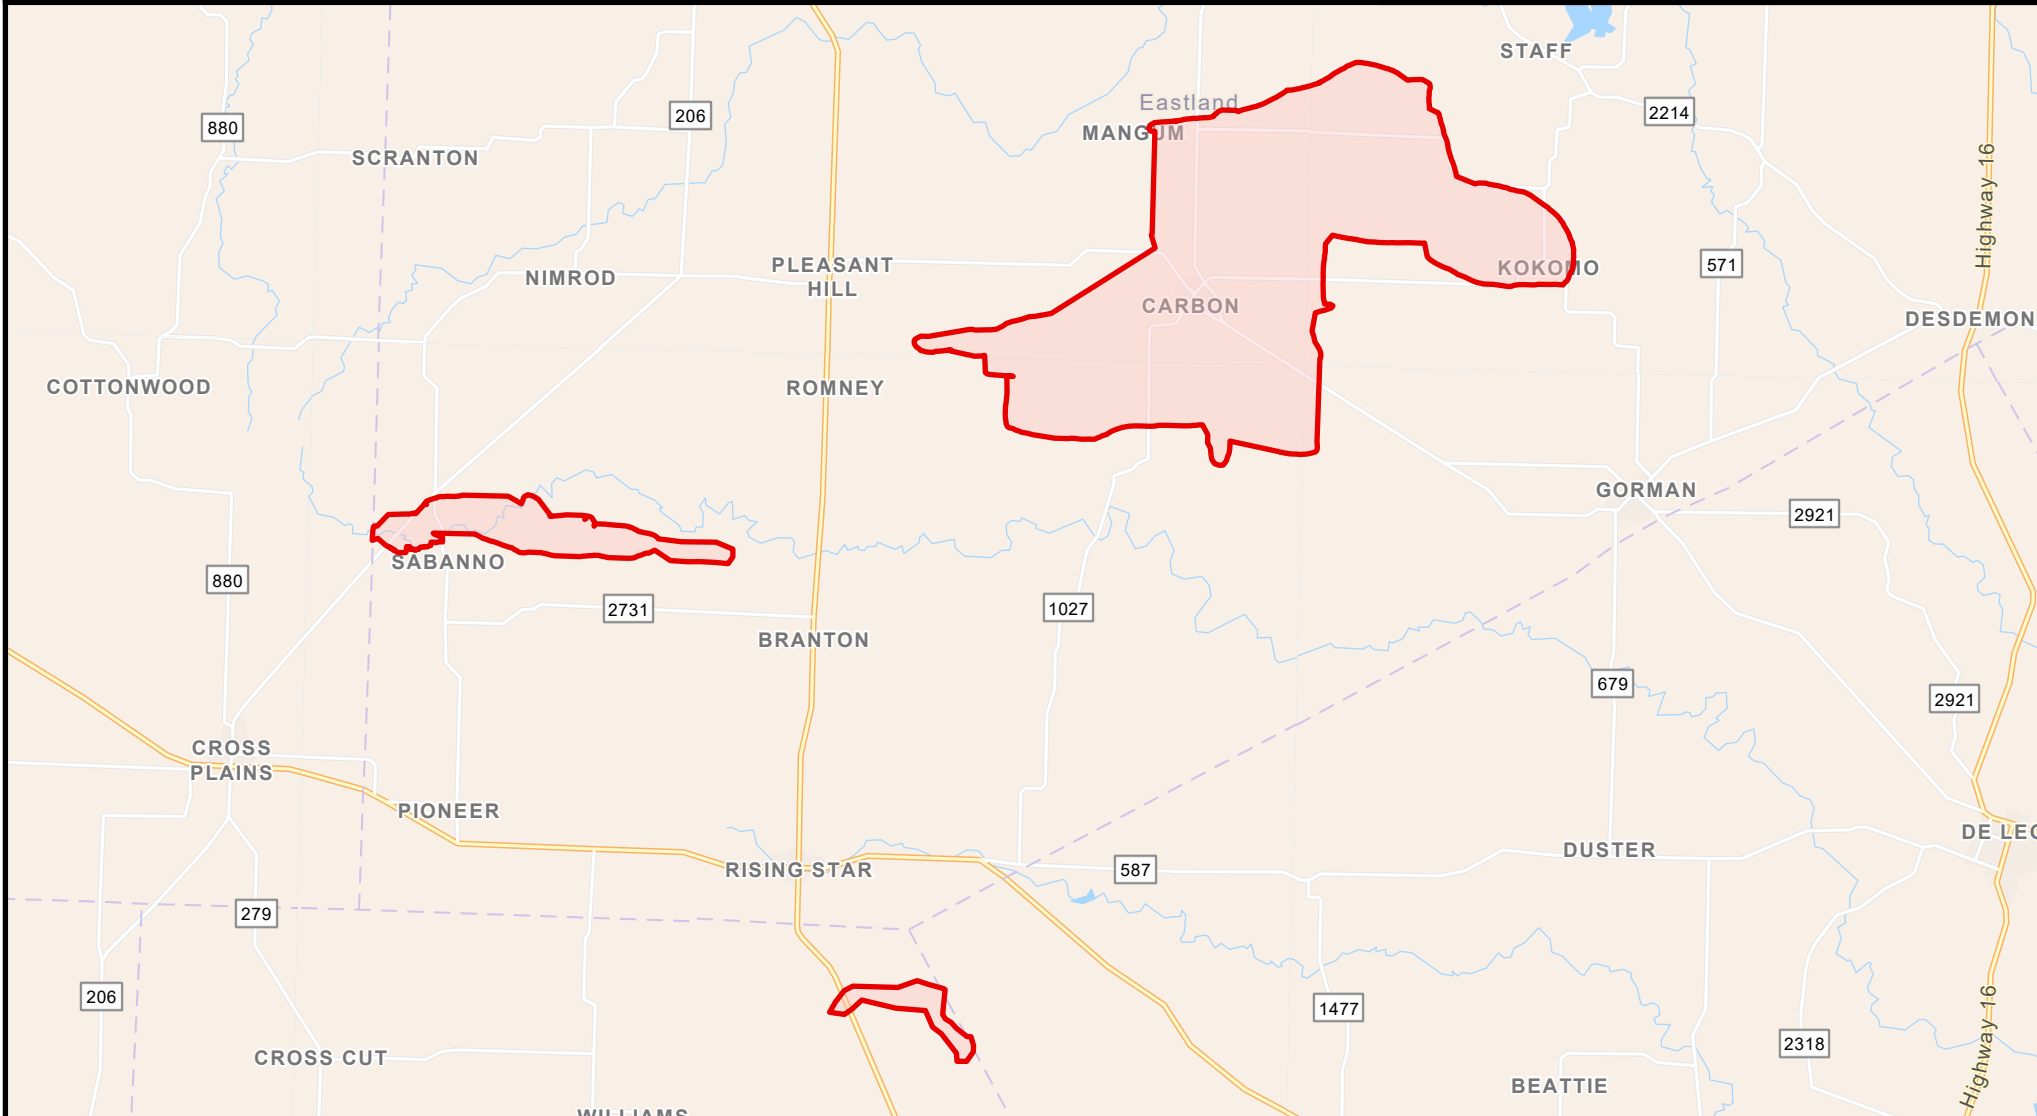 STAFF
Eastland
206
2214
880
MANGUM
SCRANTON
Highway 16
PLEASANT
HILL
571
KOKOMO
NIMROD
CARBON
DESDEMON
COTTONWOOD
ROMNEY
GORMAN
2921
SABANNO
880
2731
1027
BRANTON
679
2921
CROSS
PLAINS
PIONEER
DE LEO
DUSTER
RISING STAR
587
279
206
1477
2318
Highway 16
CROSS CUT
BEATTIE
WILLIAMS